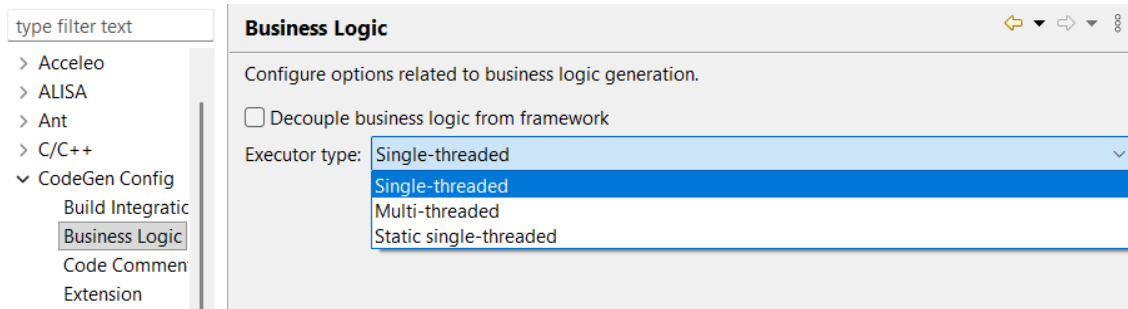 type filter text
Acceleo
ALISA
Ant
C/C++
CodeGen Config
Build Integratic
Business Logic
Code Commen
Extension
Business Logic
Configure options related to business logic generation.
Decouple business logic from framework
Executor type: Single-threaded
Single-threaded
Multi-threaded
Static single-threaded